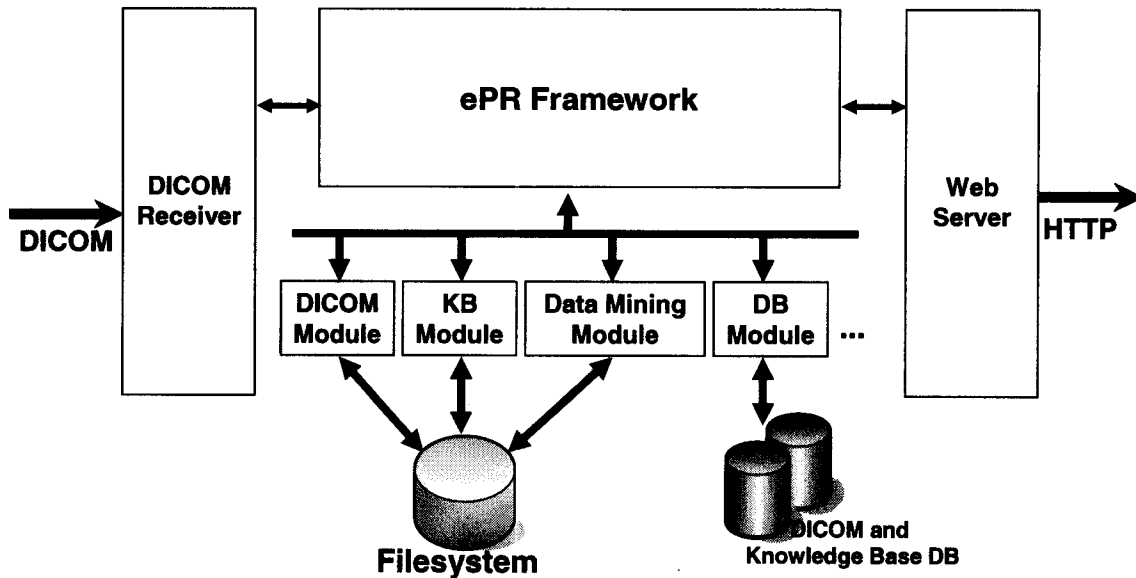 ePR Framework
DICOM
Receiver
Web
Server
DICOM
HTTP
DICOM
Module
KB
Module
Data Mining
Module
DB
Module
...
DICOM and
Knowledge Base DB
Filesystem